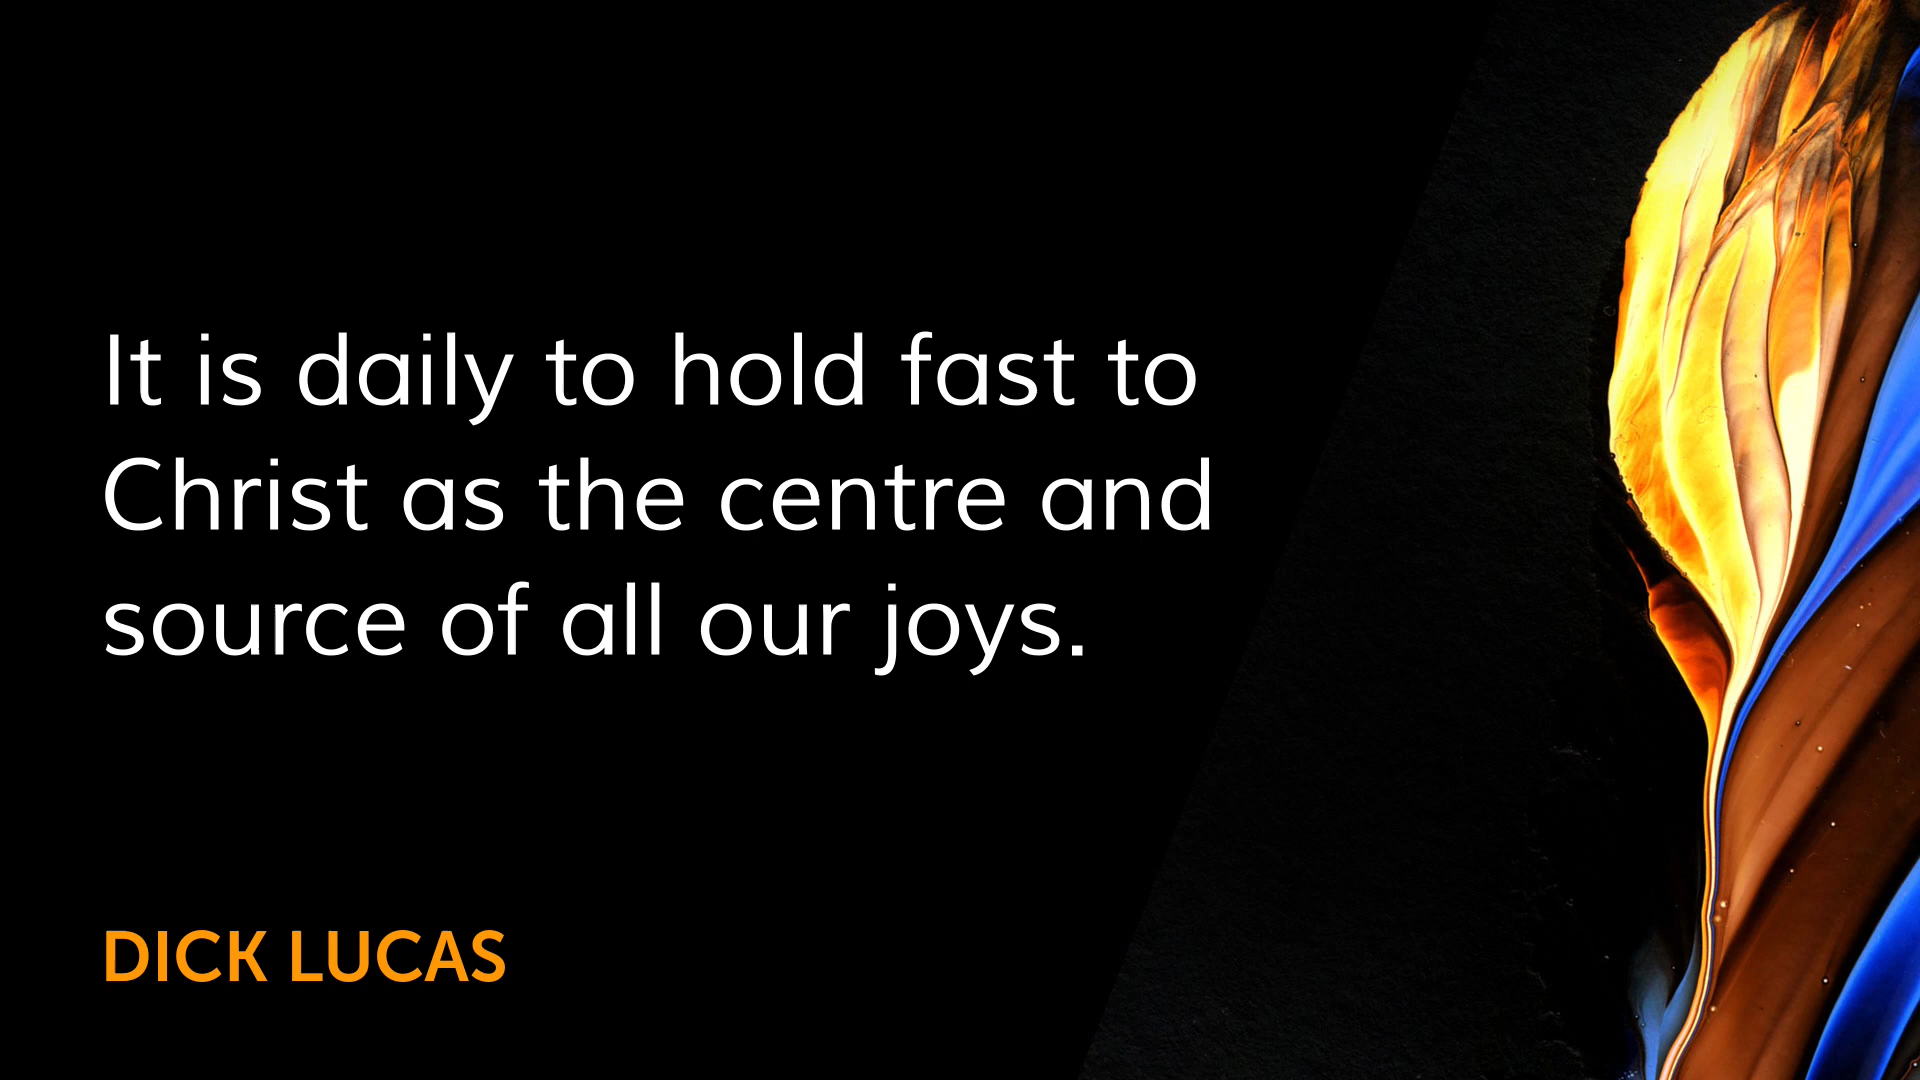 It is daily to hold fast to
Christ as the centre and
source of all our joys.
DICK LUCAS